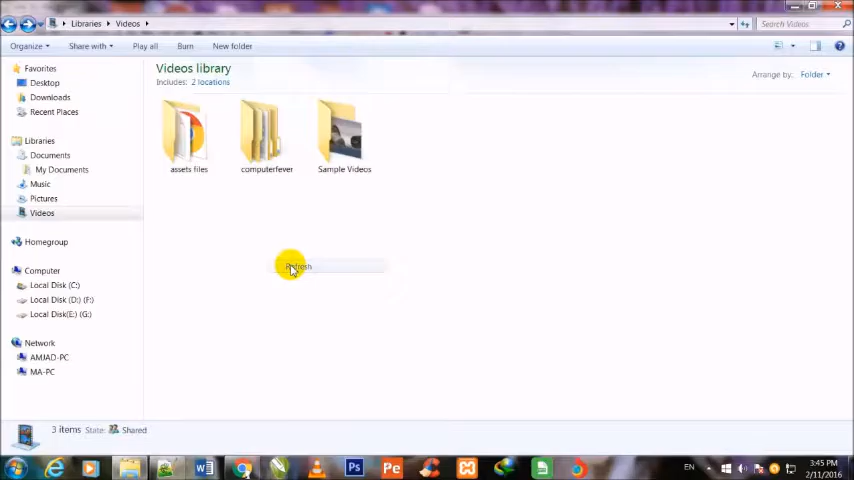 Libraries Videos Search Videos
Organize Share with Play all Burn New folder
Favorites
Desktop
Downloads
Recent Places
Libraries
Documents
My Documents
Music
Pictures
Videos
Homegroup
Computer
Local Disk (C:)
Local Disk (D:) (F:)
Local Disk(E:) (G:)
Network
AMJAD-PC
MA-PC
Videos library
Includes: 2 locations
Arrange by: Folder
assets files computerfever Sample Videos
Refresh
3 items State: Shared
W Ps Pe
EN
3:45 PM
2/11/2016